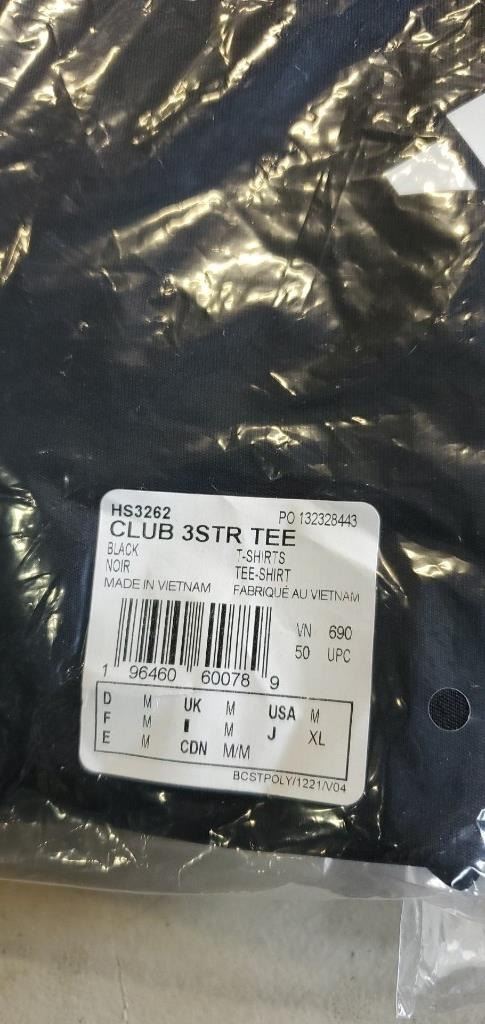 HS3262 PO 132328443
CLUB 3STR TEE
BLACK T-SHIRTS
NOIR TEE-SHIRT
MADE IN VIETNAM FABRIQUÉ AU VIETNAM
VN 690
50 UPC
1 96460 60078 9
D M UK M USA M
F M I M J XL
E M CDN M/M
BCSTPOLY/1221/V04